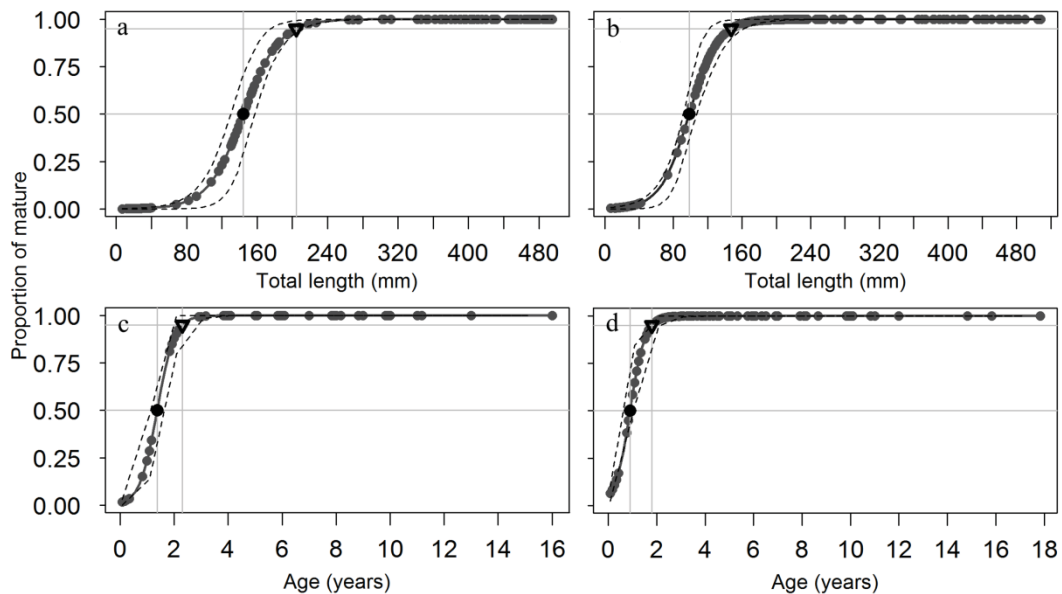 a
b
1.00
0.75
0.50
0.25
0.00
0 80 160 240 320 400 480
0 80 160 240 320 400 480
Total length (mm)
Total length (mm)
Proportion of mature
c
d
1.00
0.75
0.50
0.25
0.00
0 2 4 6 8 10 12 14 16
0 2 4 6 8 10 12 14 16 18
Age (years)
Age (years)